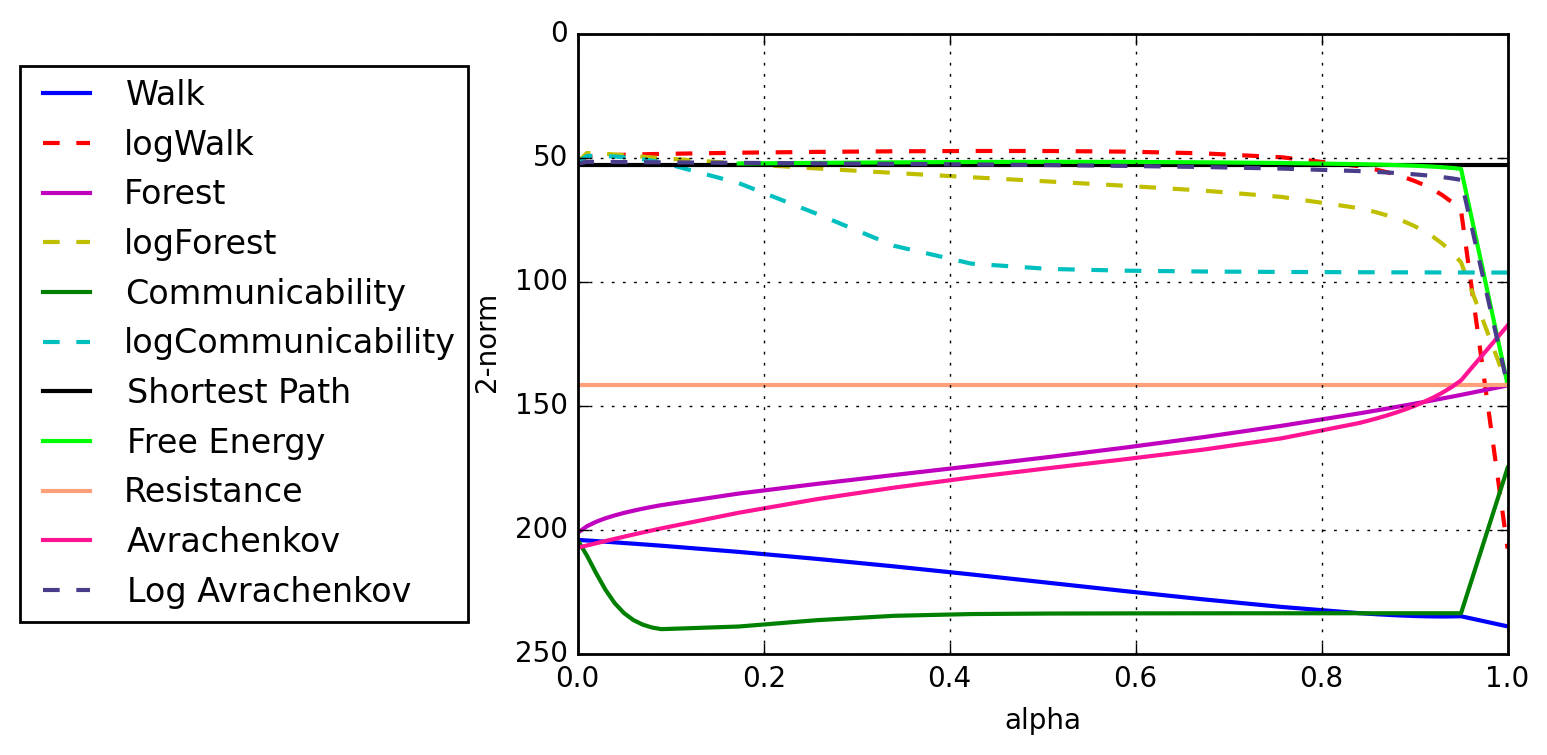 Walk
logWalk
Forest
logForest
Communicability
logCommunicability
Shortest Path
Free Energy
Resistance
Avrachenkov
Log Avrachenkov
2-norm
0
50
100
150
200
250
0.0 0.2 0.4 0.6 0.8 1.0
alpha